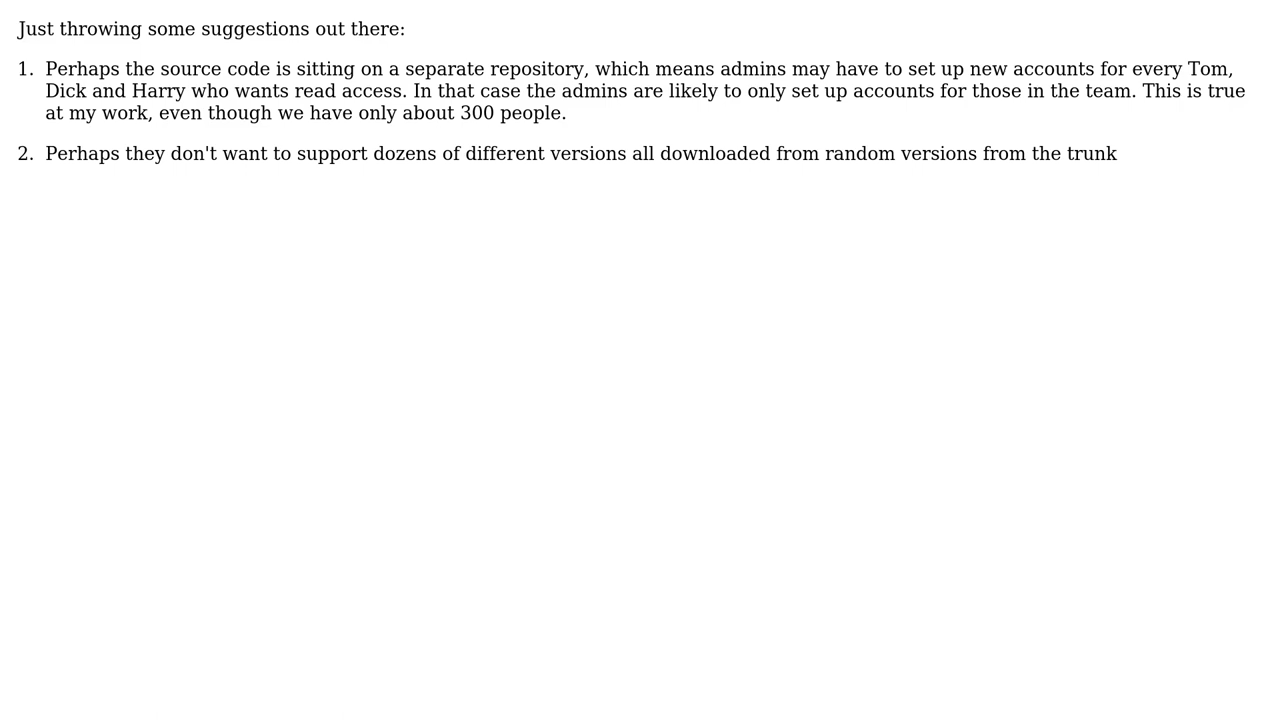 Just throwing some suggestions out there:
1. Perhaps the source code is sitting on a separate repository, which means admins may have to set up new accounts for every Tom,
Dick and Harry who wants read access. In that case the admins are likely to only set up accounts for those in the team. This is true
at my work, even though we have only about 300 people.
2. Perhaps they don't want to support dozens of different versions all downloaded from random versions from the trunk